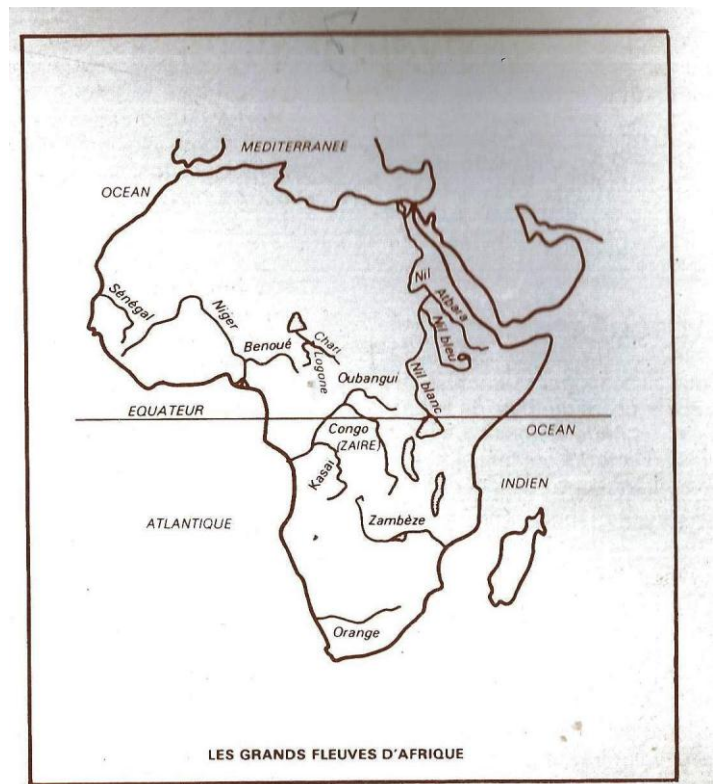 MEDITERRANEE
OCEAN
Nil
Atbara
Sénégal
Niger
Nil bleu
Chari
Benoué
Logone
Nil blanc
Oubangui
EQUATEUR
Congo
(ZAIRE)
OCEAN
Kasaï
INDIEN
ATLANTIQUE
Zambèze
Orange
LES GRANDS FLEUVES D'AFRIQUE